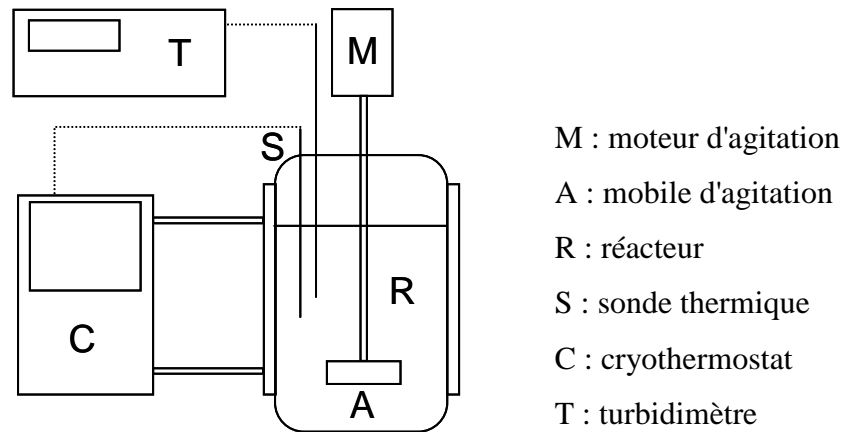 T
M
S
R
C
A
M : moteur d'agitation
A : mobile d'agitation
R : réacteur
S : sonde thermique
C : cryothermostat
T : turbidimètre